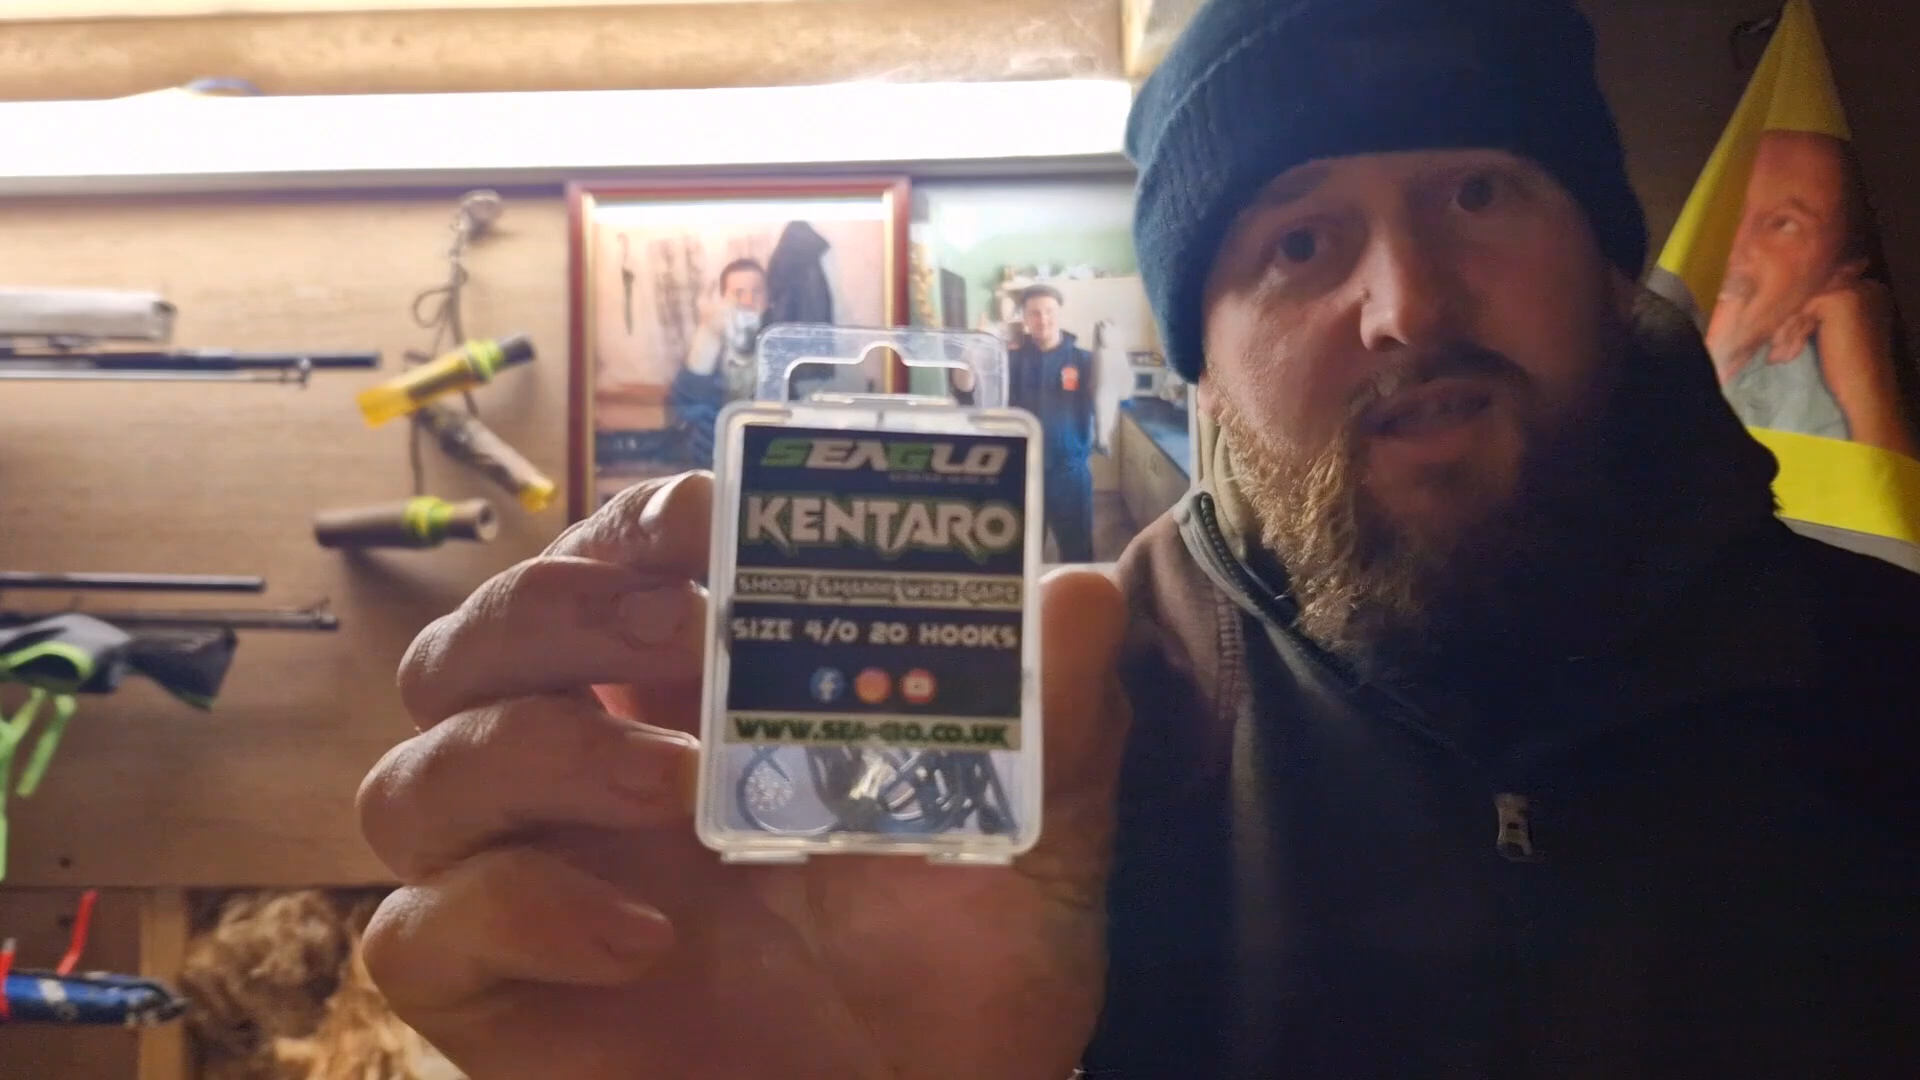 SEAGLO
KENTARO
SHORT SHANK WIDE GAPE
SIZE 4/0 20 HOOKS
WWW.SEA-GLO.CO.UK